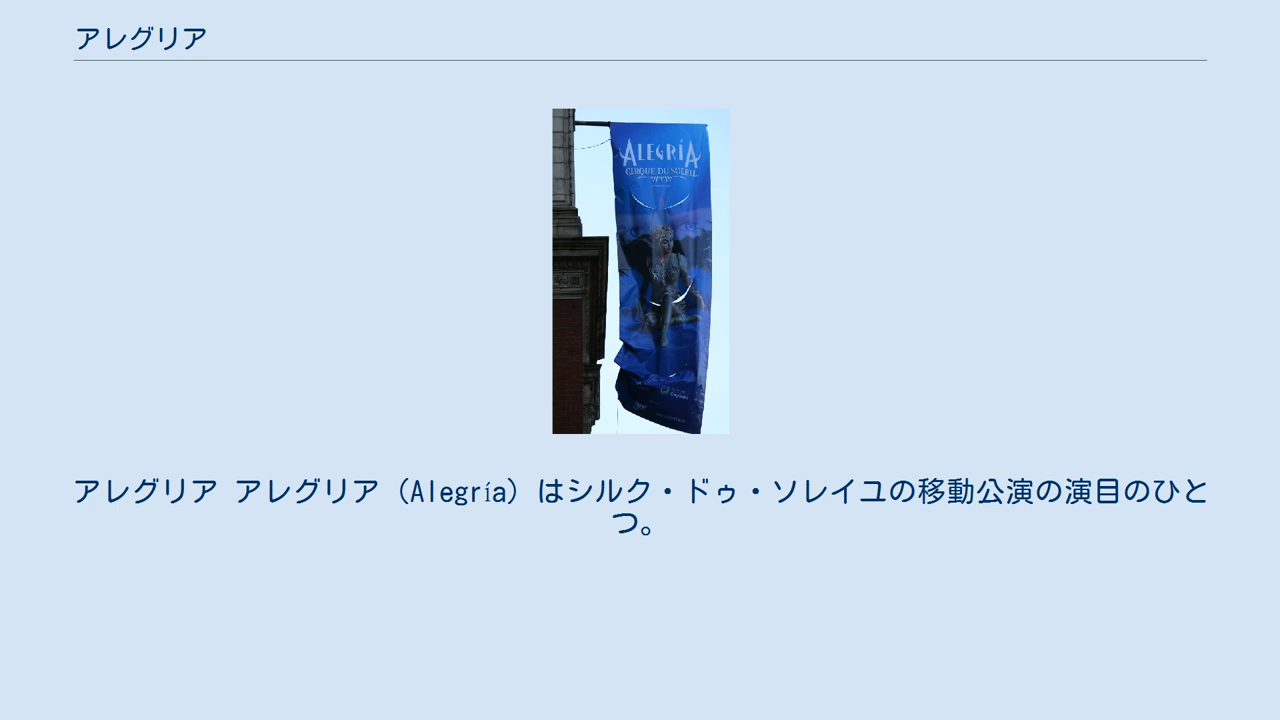 アレグリア
ALEGRÍA
CIRQUE DU SOLEIL
アレグリア アレグリア（Alegría）はシルク・ドゥ・ソレイユの移動公演の演目のひと
つ。